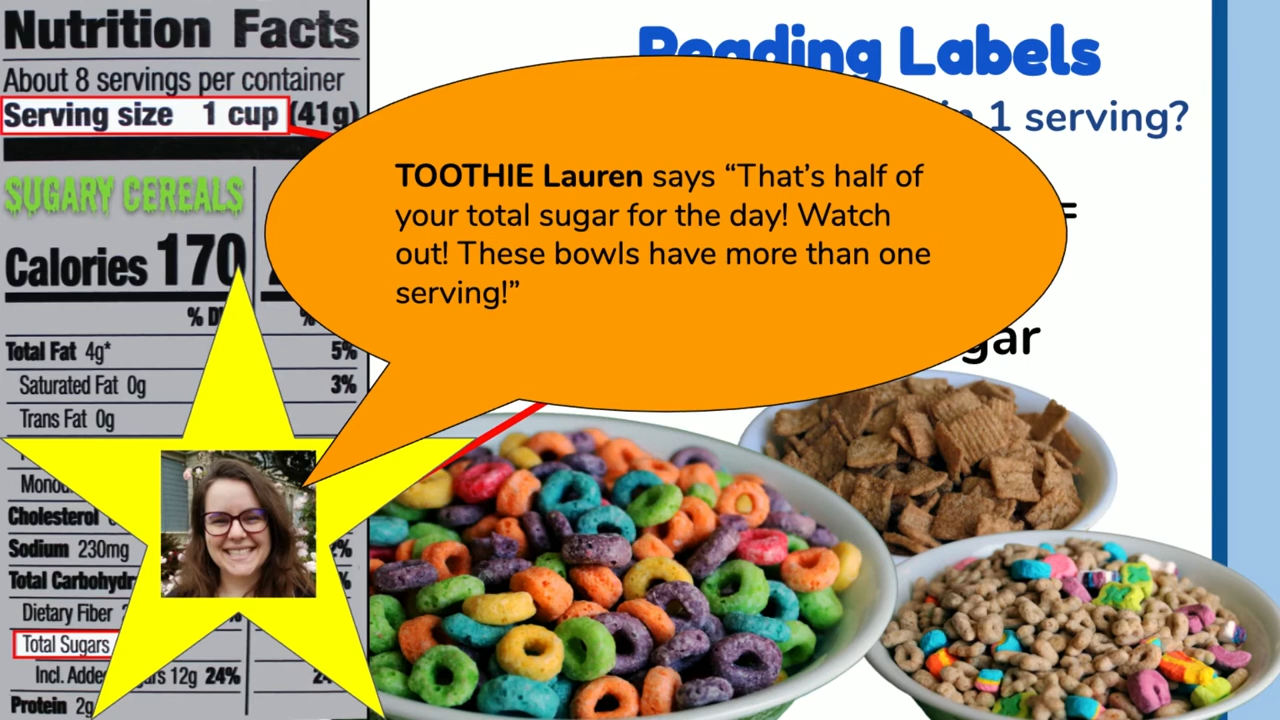 Nutrition Facts
About 8 servings per container
Serving size 1 cup (41g)
SUGARY CEREALS
Calories 170
% D
%
Total Fat 4g* 5%
Saturated Fat 0g 3%
Trans Fat 0g
Cholesterol
Sodium 230mg %
Total Carbohydr %
Dietary Fiber
Total Sugars
Incl. Adde rs 12g 24%
Protein 2g
Reading Labels
in 1 serving?
=
gar
TOOTHIE Lauren says “That’s half of
your total sugar for the day! Watch
out! These bowls have more than one
serving!”